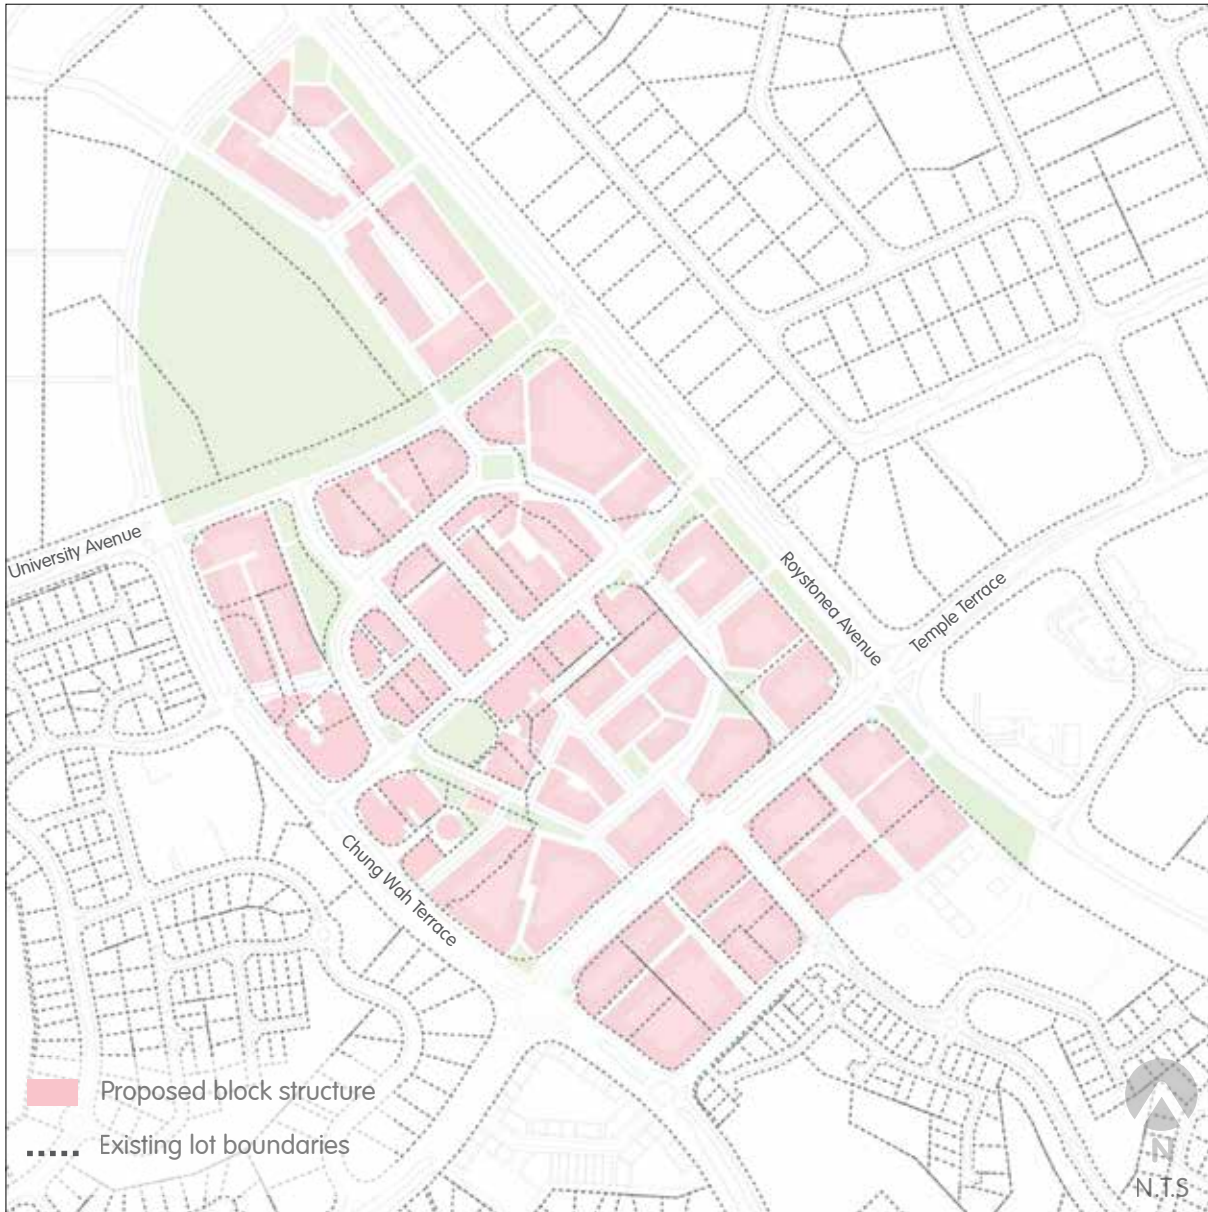 University Avenue
Roystonea Avenue
Temple Terrace
Chung Wah Terrace
Proposed block structure
Existing lot boundaries
N
N.T.S